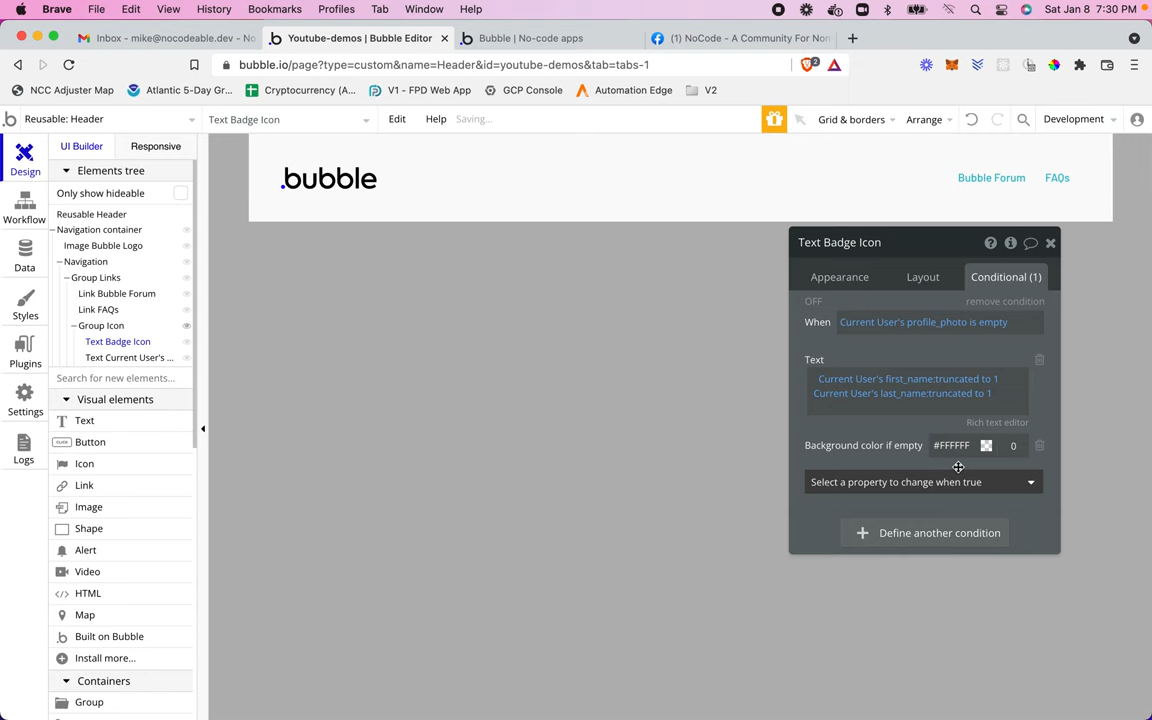 Brave File Edit View History Bookmarks Profiles Tab Window Help Sat Jan 8 7:30 PM
Inbox - mike@nocodeable.dev - No
Youtube-demos | Bubble Editor
Bubble | No-code apps
(1) NoCode - A Community For Non
bubble.io/page?type=custom&name=Header&id=youtube-demos&tab=tabs-1
2
NCC Adjuster Map Atlantic 5-Day Gr... Cryptocurrency (A... V1 - FPD Web App GCP Console Automation Edge V2
Reusable: Header Text Badge Icon Edit Help Saving... Grid & borders Arrange Development
Design
Workflow
Data
Styles
Plugins
Settings
Logs
UI Builder Responsive
Elements tree
Only show hideable
Reusable Header
Navigation container
Image Bubble Logo
Navigation
Group Links
Link Bubble Forum
Link FAQs
Group Icon
Text Badge Icon
Text Current User's ...
Search for new elements...
Visual elements
Text
Button
CLICK
Icon
Link
Image
Shape
Alert
Video
HTML
Map
Built on Bubble
Install more...
Containers
Group
.bubble
Bubble Forum FAQs
Text Badge Icon
Appearance Layout Conditional (1)
OFF remove condition
When Current User's profile_photo is empty
Text
Current User's first_name:truncated to 1
Current User's last_name:truncated to 1
Rich text editor
Background color if empty #FFFFFF 0
Select a property to change when true
Define another condition